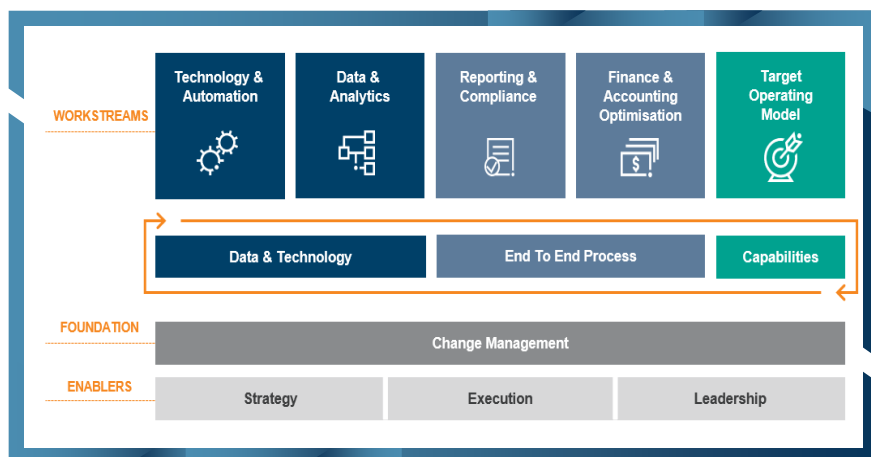 WORKSTREAMS
Technology &
Automation
Data &
Analytics
Reporting &
Compliance
Finance &
Accounting
Optimisation
$
Target
Operating
Model
Data & Technology
End To End Process
Capabilities
FOUNDATION
Change Management
ENABLERS
Strategy
Execution
Leadership